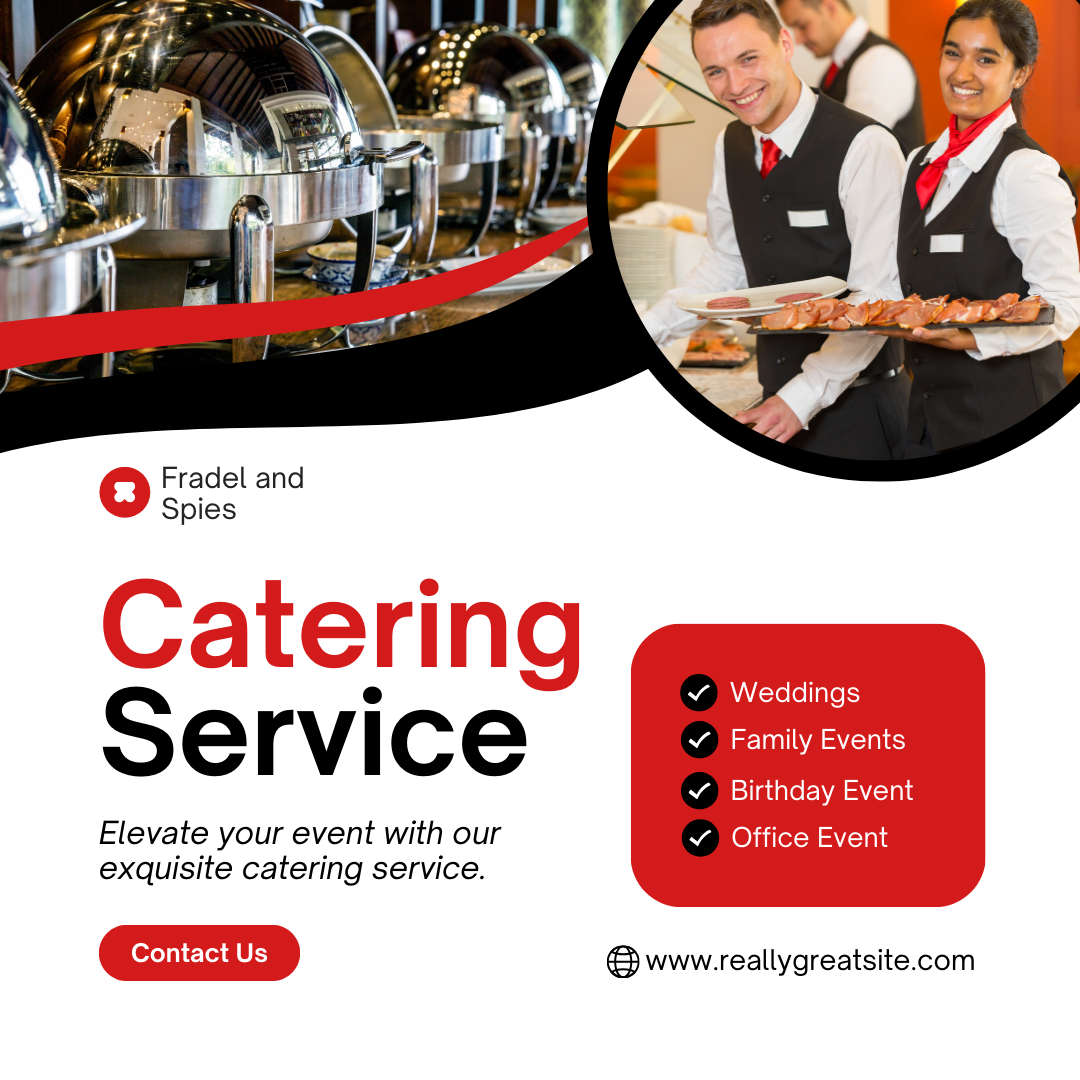 Fradel and
Spies
Catering
Service
Elevate your event with our
exquisite catering service.
Contact Us
Weddings
Family Events
Birthday Event
Office Event
www.reallygreatsite.com